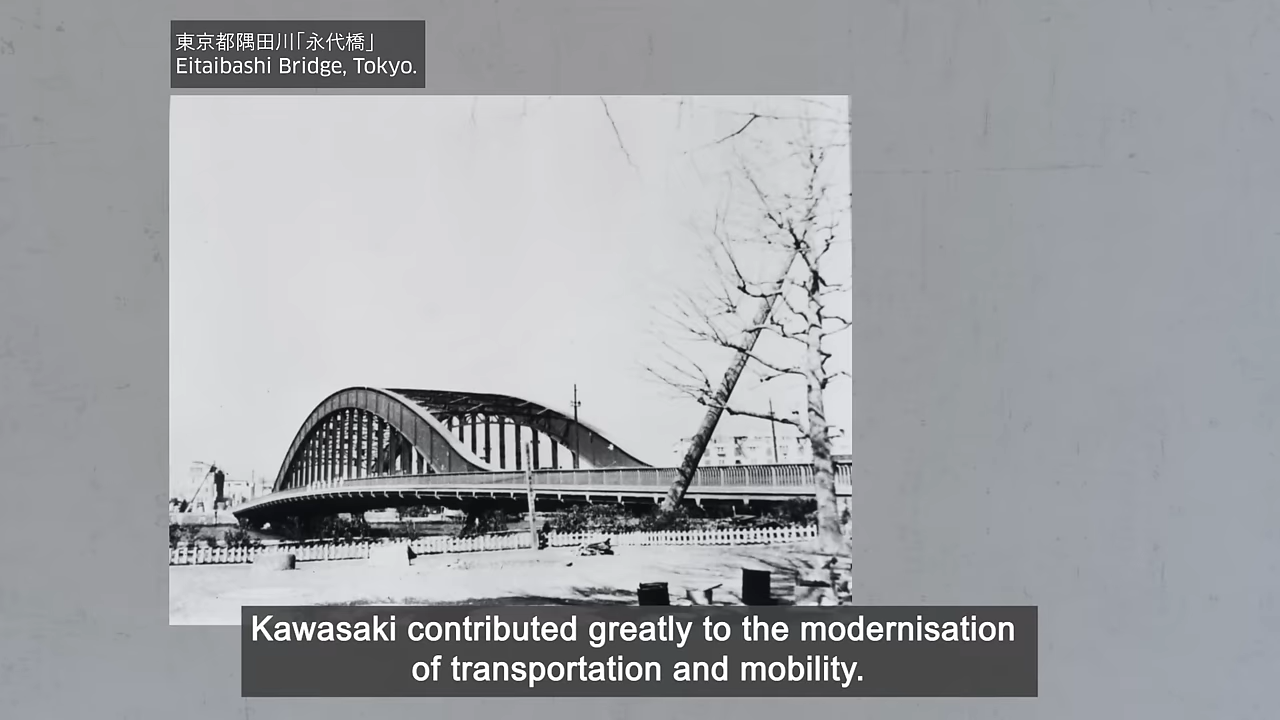 東京都隅田川「永代橋」
Eitaibashi Bridge, Tokyo.
Kawasaki contributed greatly to the modernisation
of transportation and mobility.